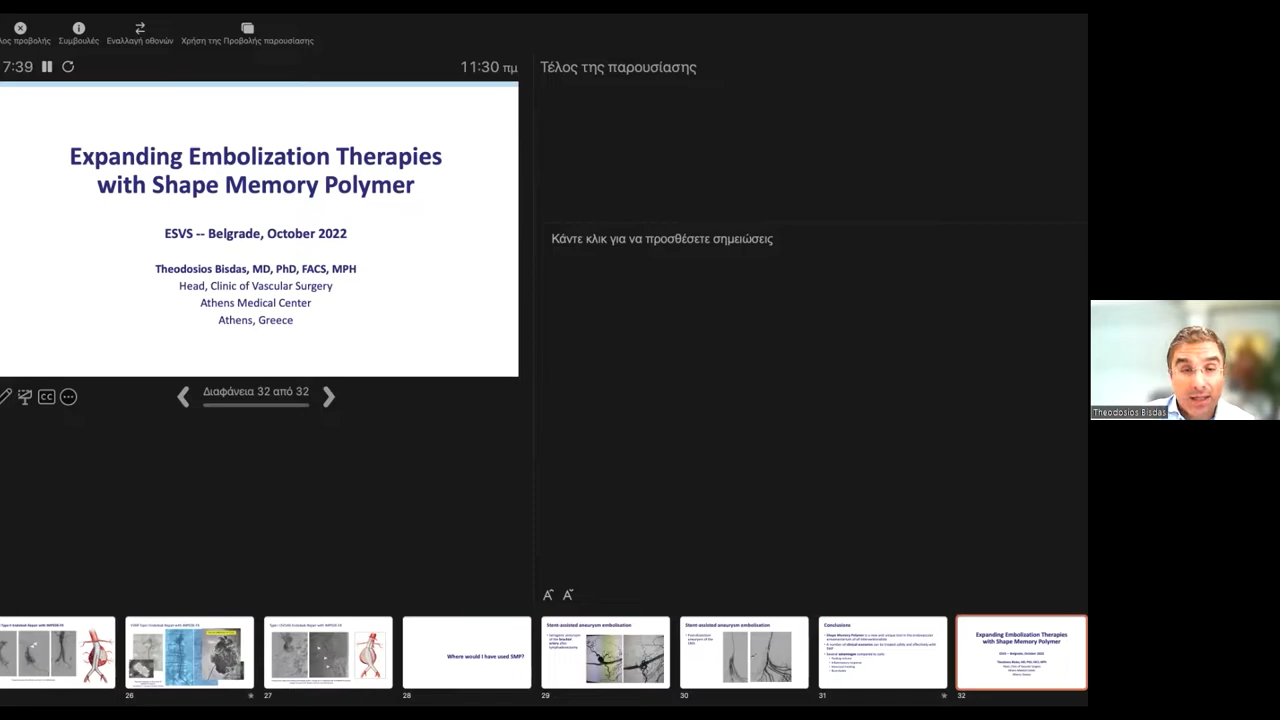 λος προβολής
Συμβουλές
Εναλλαγή οθονών
Χρήση της Προβολής παρουσίασης
7:39
11:30 πμ
Τέλος της παρουσίασης
Expanding Embolization Therapies
with Shape Memory Polymer
ESVS -- Belgrade, October 2022
Theodosios Bisdas, MD, PhD, FACS, MPH
Head, Clinic of Vascular Surgery
Athens Medical Center
Athens, Greece
Κάντε κλικ για να προσθέσετε σημειώσεις
CC
Διαφάνεια 32 από 32
Theodosios Bisdas
Where would I have used SMP?
Stent-assisted aneurysm embolisation
Stent-assisted aneurysm embolisation
Conclusions
Expanding Embolization Therapies
with Shape Memory Polymer
26
27
28
29
30
31
32